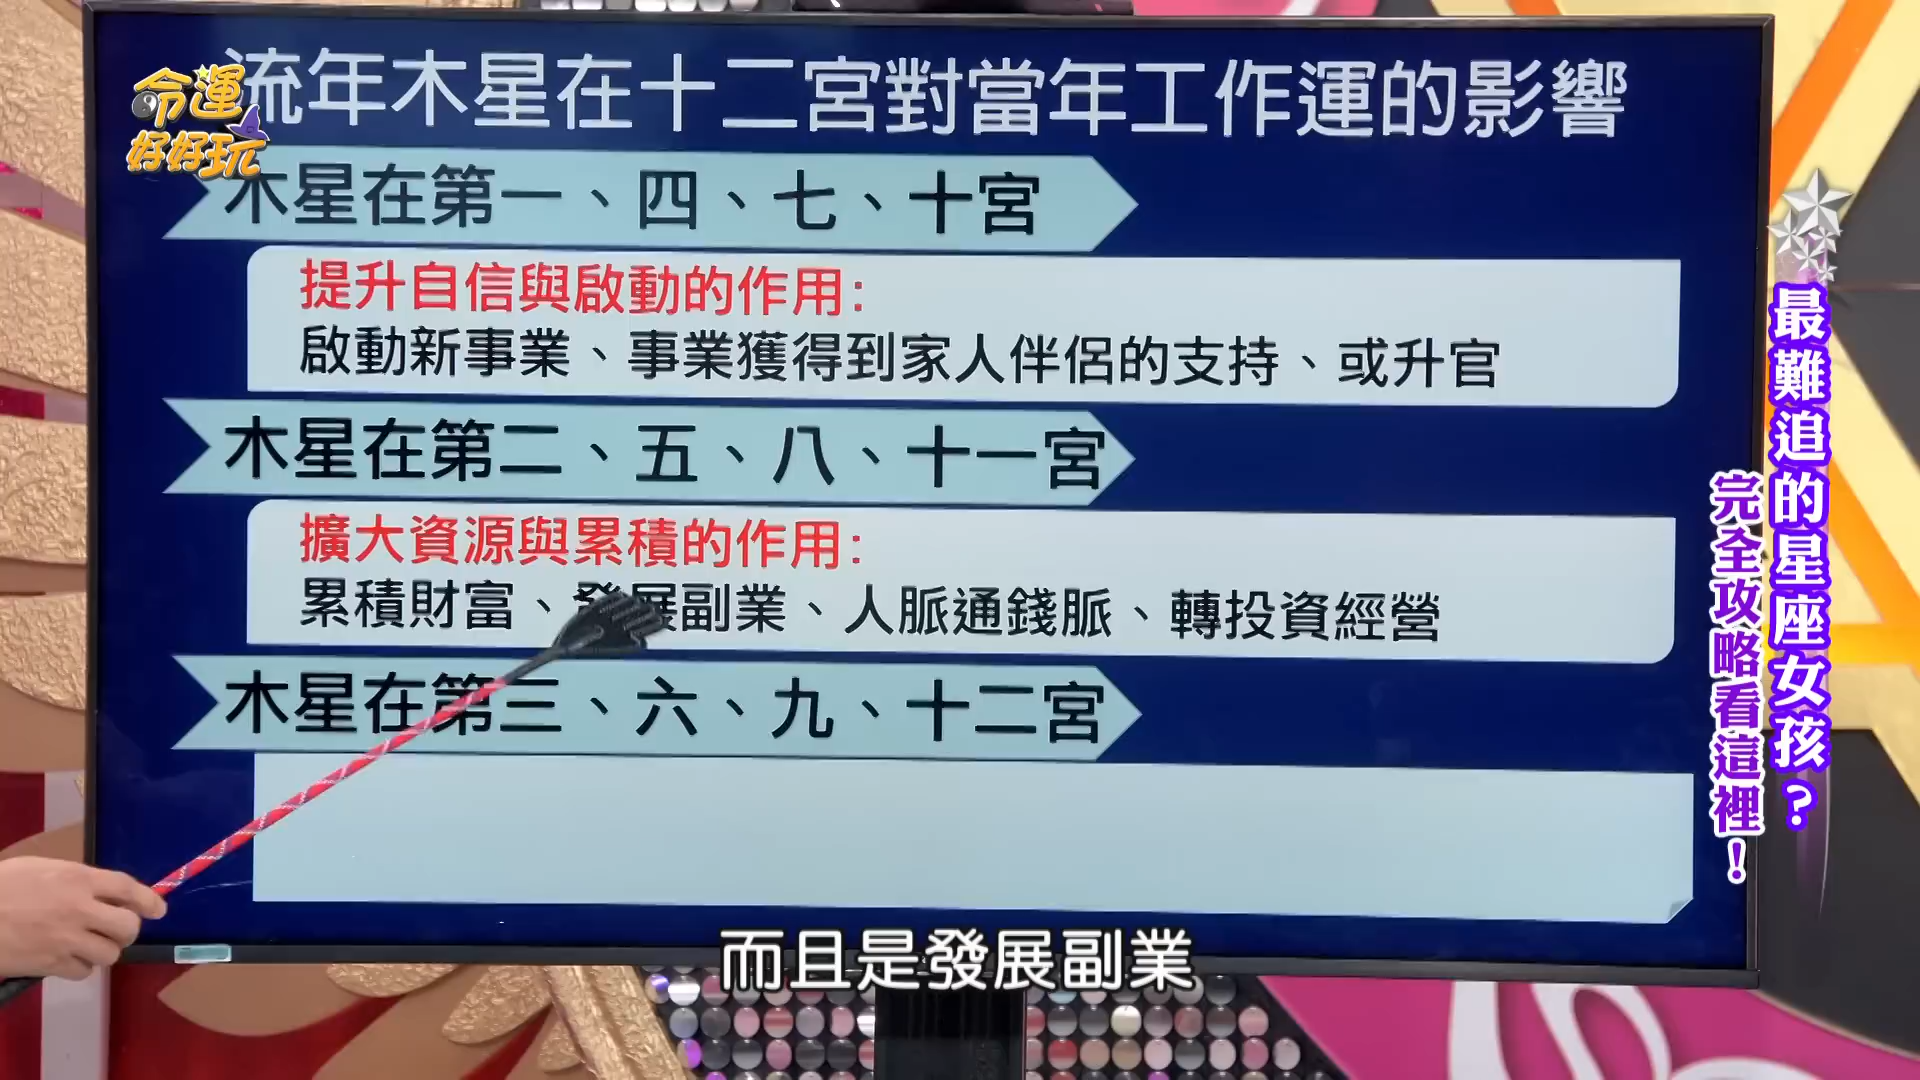 命運
好好玩
流年木星在十二宮對當年工作運的影響
木星在第一、四、七、十宮
提升自信與啟動的作用：
啟動新事業、事業獲得到家人伴侶的支持、或升官
木星在第二、五、八、十一宮
擴大資源與累積的作用：
累積財富、發展副業、人脈通錢脈、轉投資經營
木星在第三、六、九、十二宮
最難追的星座女孩？
完全攻略看這裡！
而且是發展副業